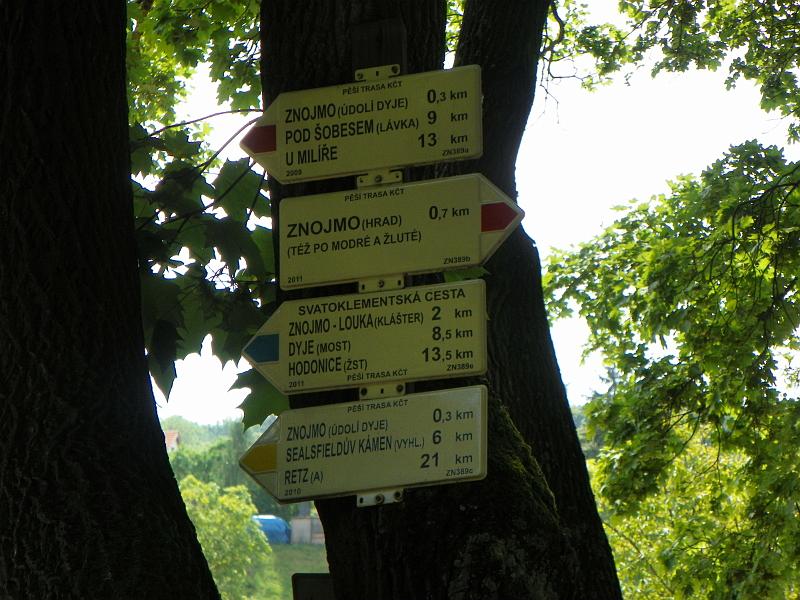 PĚŠÍ TRASA KČT
ZNOJMO (ÚDOLÍ DYJE) 0,3 km
POD ŠOBESEM (LÁVKA) 9 km
U MILÍŘE 13 km
2009 ZN389a
PĚŠÍ TRASA KČT
ZNOJMO (HRAD) 0,7 km
(TÉŽ PO MODRÉ A ŽLUTÉ)
2011 ZN389b
SVATOKLEMENTSKÁ CESTA
ZNOJMO - LOUKA (KLÁŠTER) 2 km
DYJE (MOST) 8,5 km
HODONICE (ŽST) 13,5 km
2011 PĚŠÍ TRASA KČT ZN389e
PĚŠÍ TRASA KČT
ZNOJMO (ÚDOLÍ DYJE) 0,3 km
SEALSFIELDŮV KÁMEN (VYHL.) 6 km
RETZ (A) 21 km
2010 ZN389c